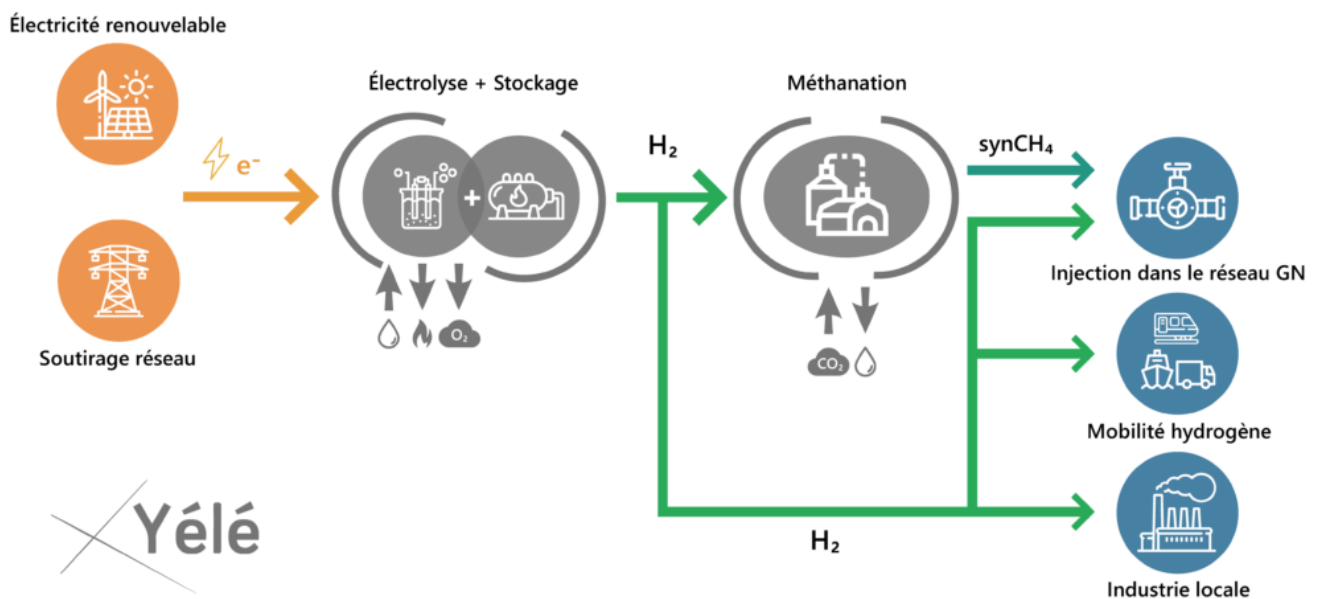 Électricité renouvelable
Électrolyse + Stockage
Méthanation
e⁻
H₂
synCH₄
+
Injection dans le réseau GN
Soutirage réseau
O₂
CO₂
Mobilité hydrogène
Yélé
H₂
Industrie locale